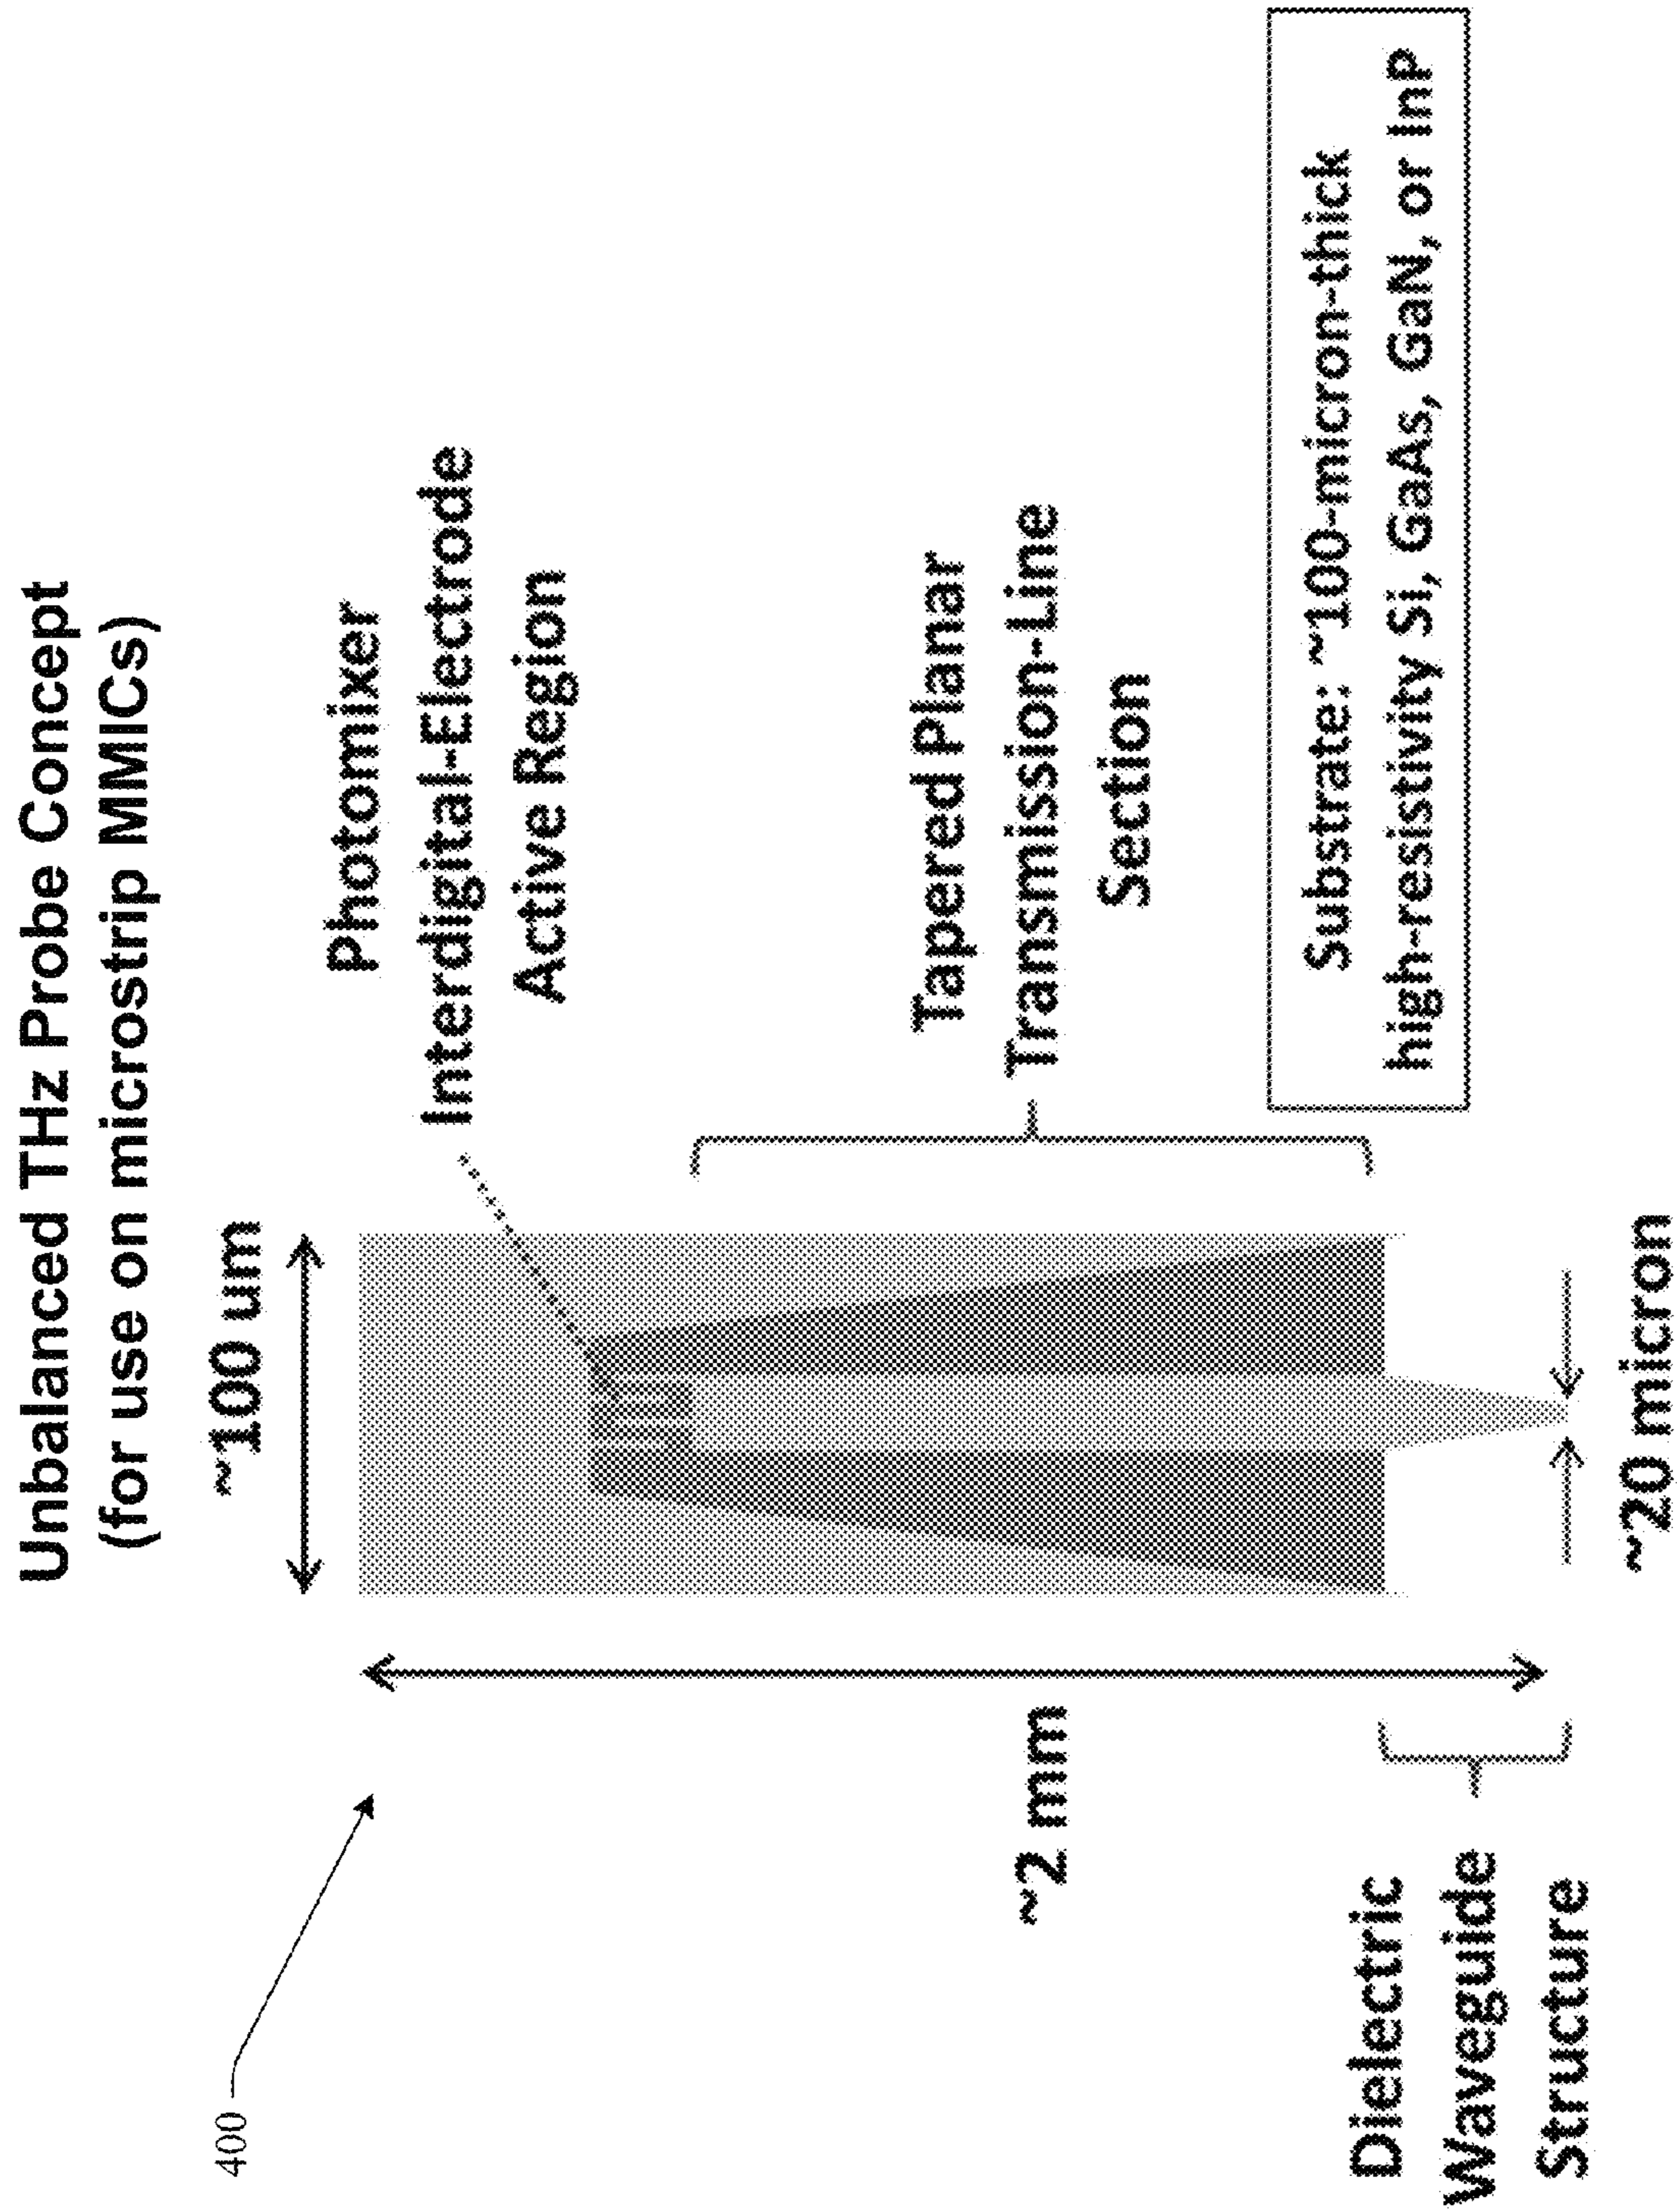 Unbalanced THz Probe Concept
(for use on microstrip MMICs)
400
~100 um
Photomixer
Interdigital-Electrode
Active Region
~2 mm
Tapered Planar
Transmission-Line
Section
Dielectric
Waveguide
Structure
~20 micron
Substrate: ~100-micron-thick
high-resistivity Si, GaAs, GaN, or InP